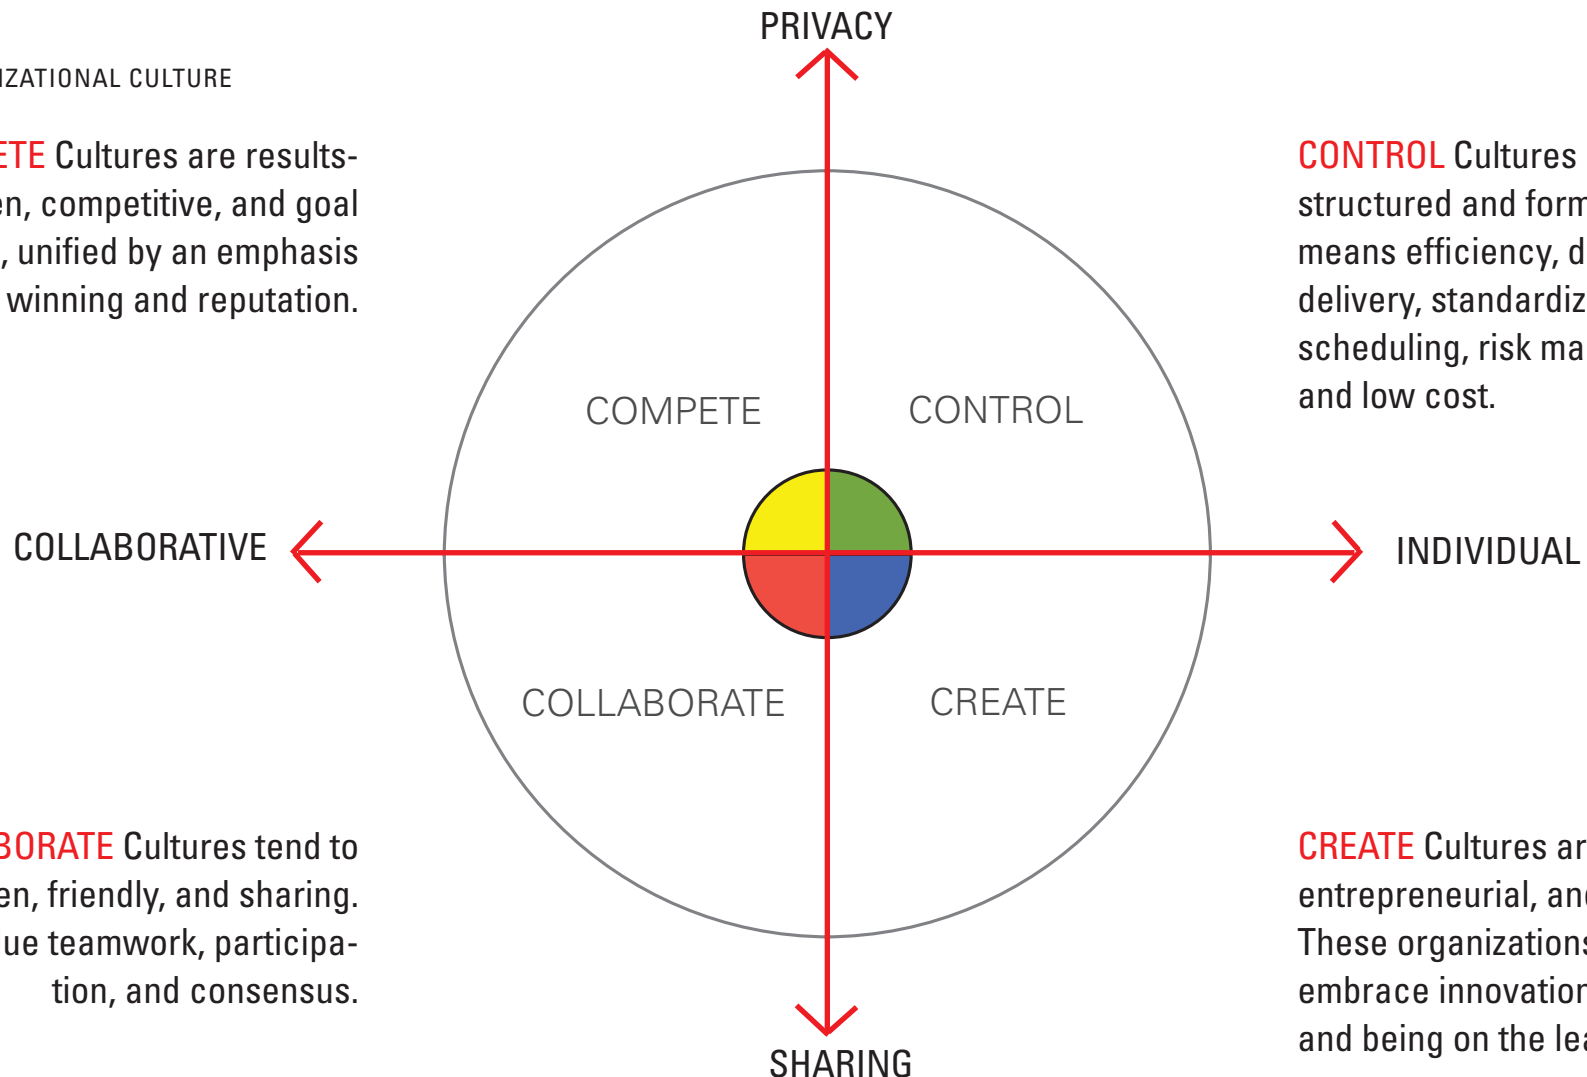 PRIVACY
IZATIONAL CULTURE
ETE Cultures are results-
en, competitive, and goal
, unified by an emphasis
winning and reputation.
CONTROL Cultures
structured and form
means efficiency, d
delivery, standardiz
scheduling, risk ma
and low cost.
COMPETE
CONTROL
COLLABORATIVE
INDIVIDUAL
COLLABORATE
CREATE
BORATE Cultures tend to
en, friendly, and sharing.
lue teamwork, participa-
tion, and consensus.
CREATE Cultures ar
entrepreneurial, and
These organizations
embrace innovation
and being on the lea
SHARING